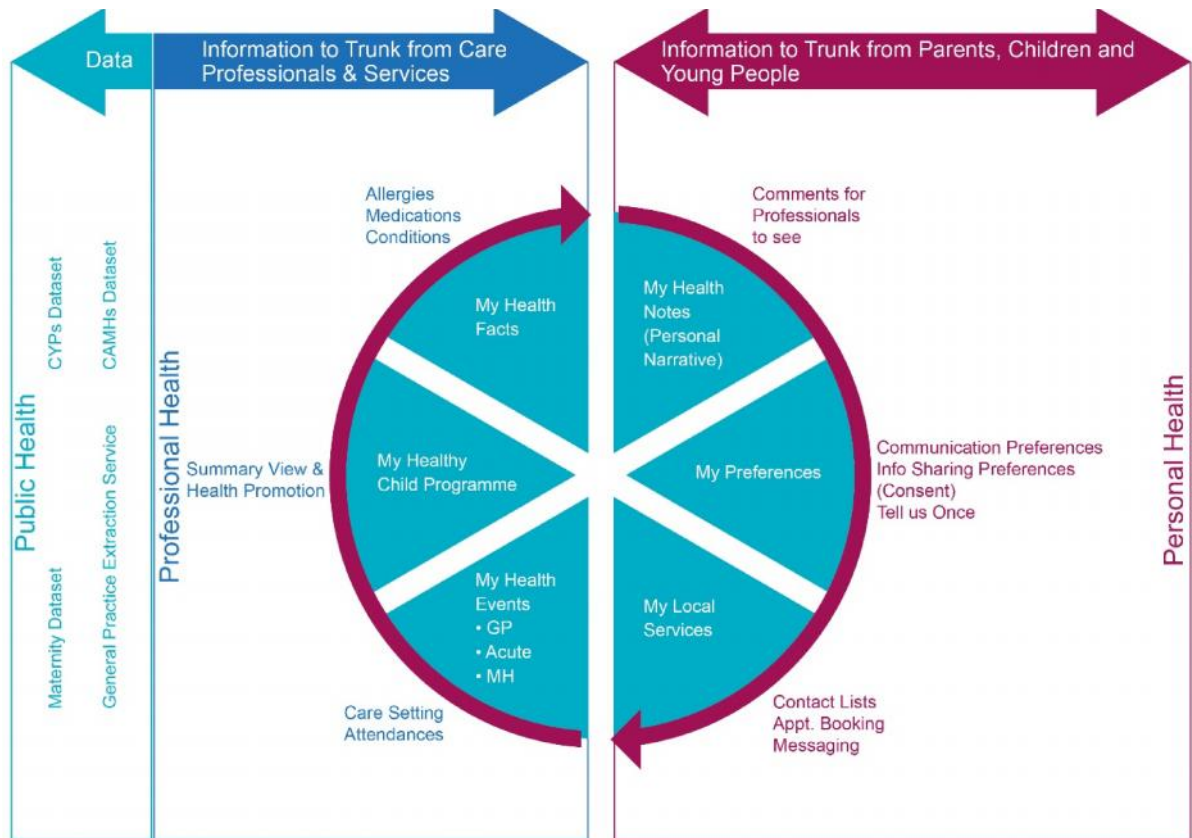 Data
Information to Trunk from Care
Professionals & Services
Information to Trunk from Parents, Children and
Young People
Public Health
CYPs Dataset
CAMHs Dataset
Maternity Dataset
General Practice Extraction Service
Professional Health
Allergies
Medications
Conditions
Comments for
Professionals
to see
My Health
Facts
My Health
Notes
(Personal
Narrative)
Summary View &
Health Promotion
My Healthy
Child Programme
My Preferences
Communication Preferences
Info Sharing Preferences
(Consent)
Tell us Once
My Health
Events
• GP
• Acute
• MH
My Local
Services
Care Setting
Attendances
Contact Lists
Appt. Booking
Messaging
Personal Health